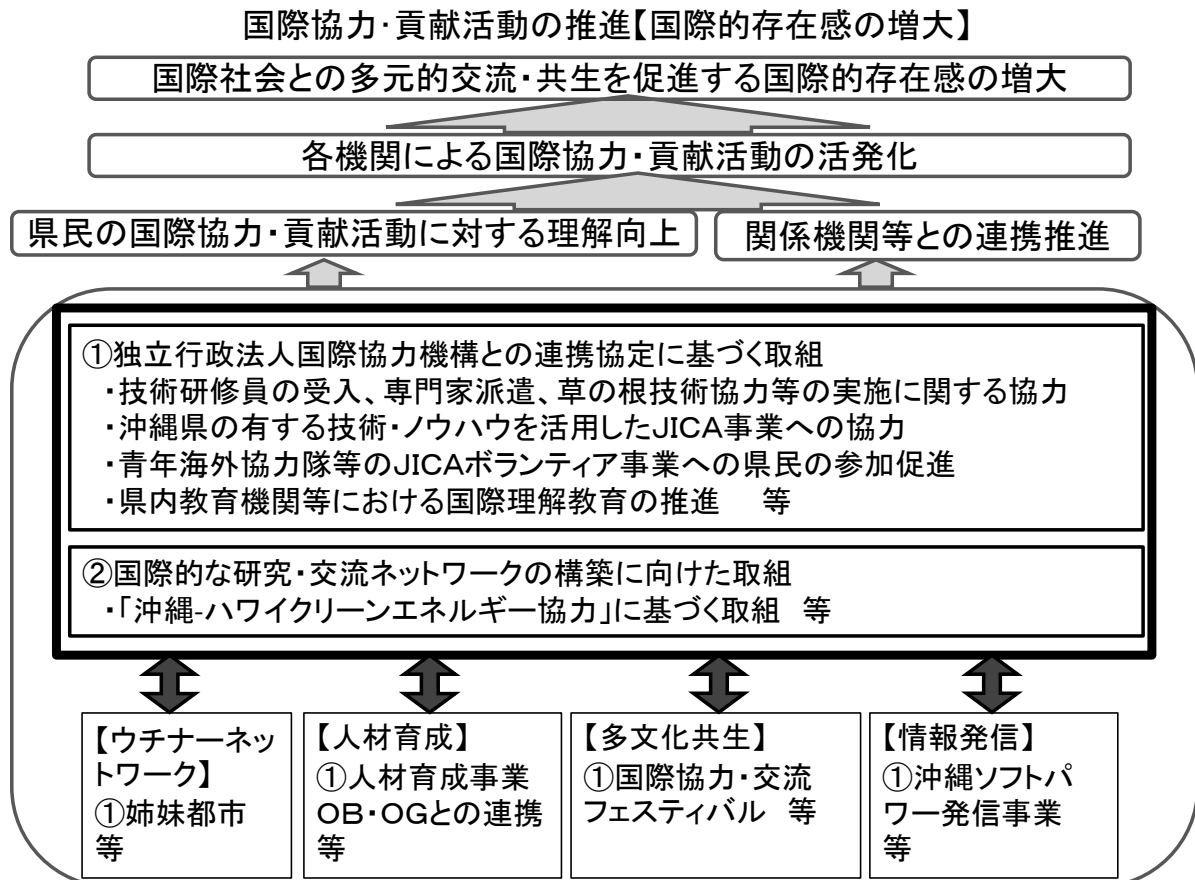 国際協力・貢献活動の推進【国際的存在感の増大】
国際社会との多元的交流・共生を促進する国際的存在感の増大
各機関による国際協力・貢献活動の活発化
県民の国際協力・貢献活動に対する理解向上
関係機関等との連携推進
①独立行政法人国際協力機構との連携協定に基づく取組
・技術研修員の受入、専門家派遣、草の根技術協力等の実施に関する協力
・沖縄県の有する技術・ノウハウを活用したJICA事業への協力
・青年海外協力隊等のJICAボランティア事業への県民の参加促進
・県内教育機関等における国際理解教育の推進　等
②国際的な研究・交流ネットワークの構築に向けた取組
・「沖縄-ハワイクリーンエネルギー協力」に基づく取組　等
【ウチナーネッ
トワーク】
①姉妹都市
等
【人材育成】
①人材育成事業
OB・OGとの連携
等
【多文化共生】
①国際協力・交流
フェスティバル　等
【情報発信】
①沖縄ソフトパ
ワー発信事業
等